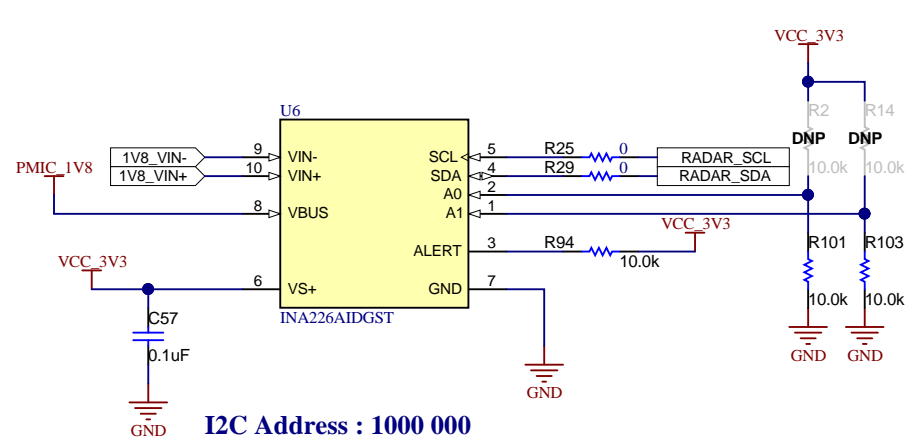 VCC_3V3
R2
R14
DNP
DNP
10.0k
10.0k
U6
1V8_VIN-
9
VIN-
SCL
5
R25
0
RADAR_SCL
PMIC_1V8
1V8_VIN+
10
VIN+
SDA
4
R29
0
RADAR_SDA
A0
2
8
VBUS
A1
1
VCC_3V3
ALERT
3
R94
10.0k
R101
R103
10.0k
10.0k
VCC_3V3
6
VS+
GND
7
INA226AIDGST
C57
0.1uF
GND
GND
GND
GND
I2C Address : 1000 000